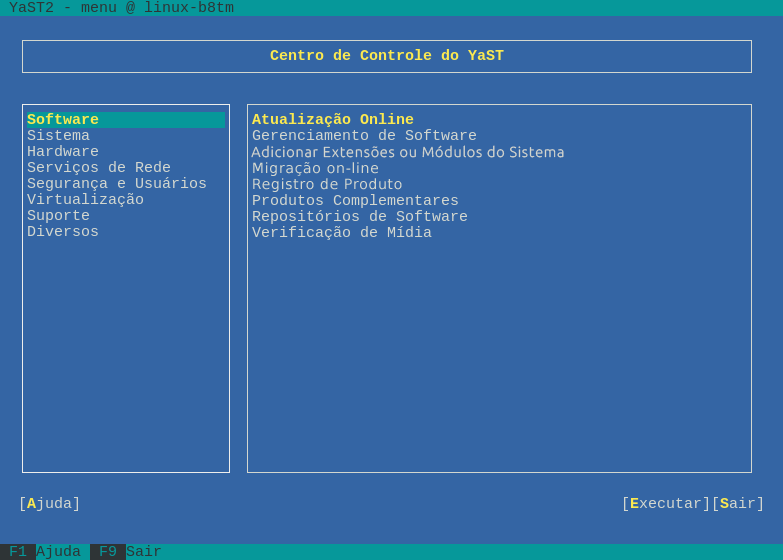 YaST2 - menu @ linux-b8tm
Centro de Controle do YaST
Software
Sistema
Hardware
Serviços de Rede
Segurança e Usuários
Virtualização
Suporte
Diversos
Atualização Online
Gerenciamento de Software
Adicionar Extensões ou Módulos do Sistema
Migração on-line
Registro de Produto
Produtos Complementares
Repositórios de Software
Verificação de Mídia
[Ajuda] [Executar][Sair]
F1 Ajuda F9 Sair